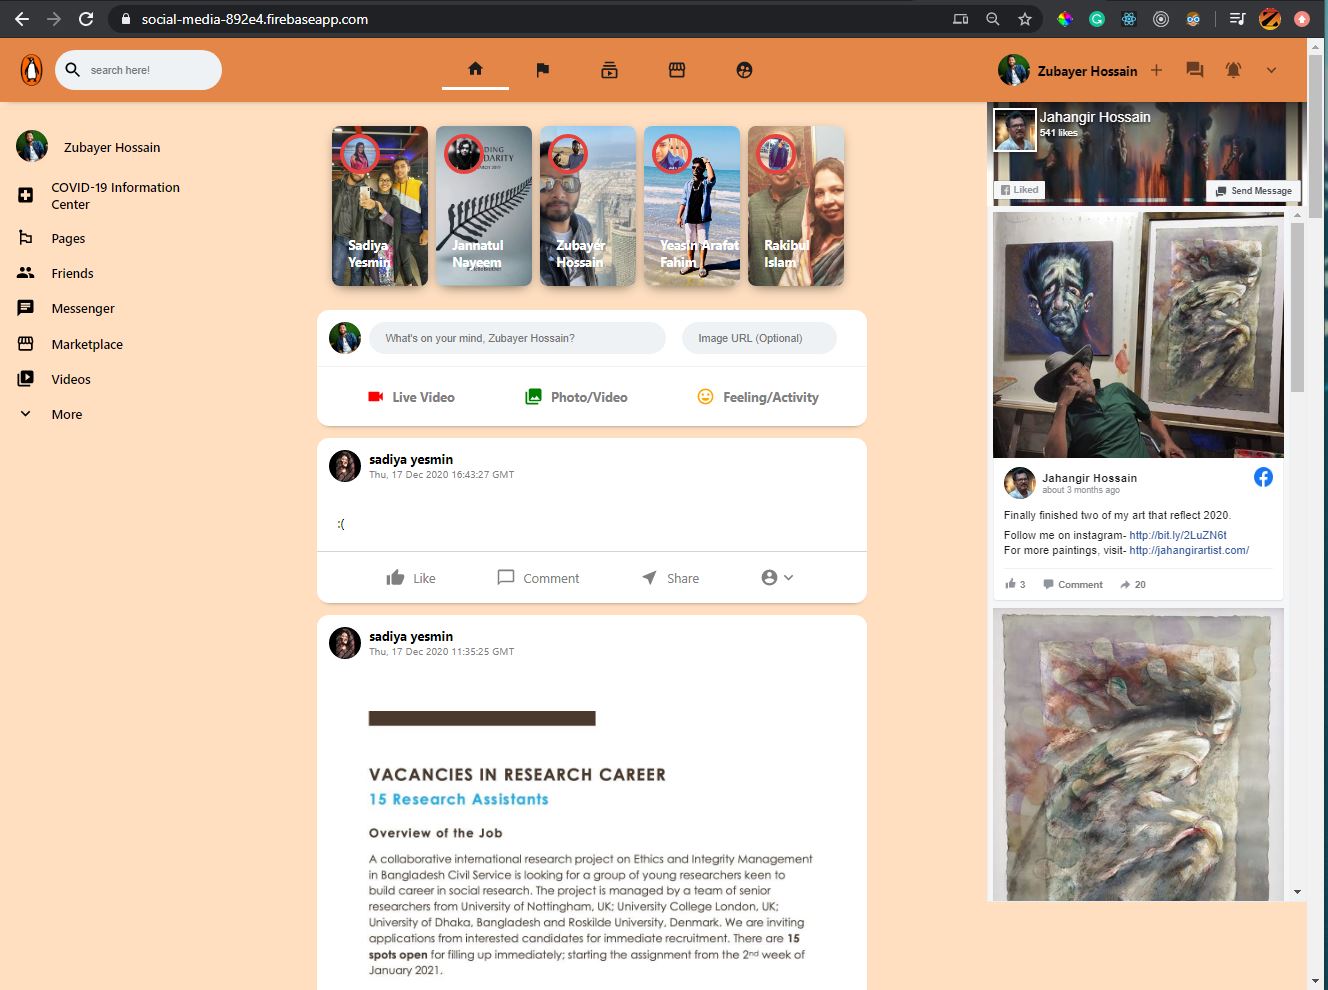 social-media-892e4.firebaseapp.com
search here!
Zubayer Hossain
Zubayer Hossain
COVID-19 Information
Center
Pages
Friends
Messenger
Marketplace
Videos
More
Sadiya
Yesmin
DING
DARITY
Jannatul
Nayeem
Zubayer
Hossain
Yeasin Arafat
Fahim
Rakibul
Islam
What's on your mind, Zubayer Hossain?
Image URL (Optional)
Live Video
Photo/Video
Feeling/Activity
sadiya yesmin
Thu, 17 Dec 2020 16:43:27 GMT
:(
Like
Comment
Share
sadiya yesmin
Thu, 17 Dec 2020 11:35:25 GMT
VACANCIES IN RESEARCH CAREER
15 Research Assistants
Overview of the Job
A collaborative international research project on Ethics and Integrity Management
in Bangladesh Civil Service is looking for a group of young researchers keen to
build career in social research. The project is managed by a team of senior
researchers from University of Nottingham, UK; University College London, UK;
University of Dhaka, Bangladesh and Roskilde University, Denmark. We are inviting
applications from interested candidates for immediate recruitment. There are 15
spots open for filling up immediately; starting the assignment from the 2nd week of
January 2021.
Jahangir Hossain
541 likes
Liked
Send Message
Jahangir Hossain
about 3 months ago
Finally finished two of my art that reflect 2020.
Follow me on instagram- http://bit.ly/2LuZN6t
For more paintings, visit- http://jahangirartist.com/
3
Comment
20